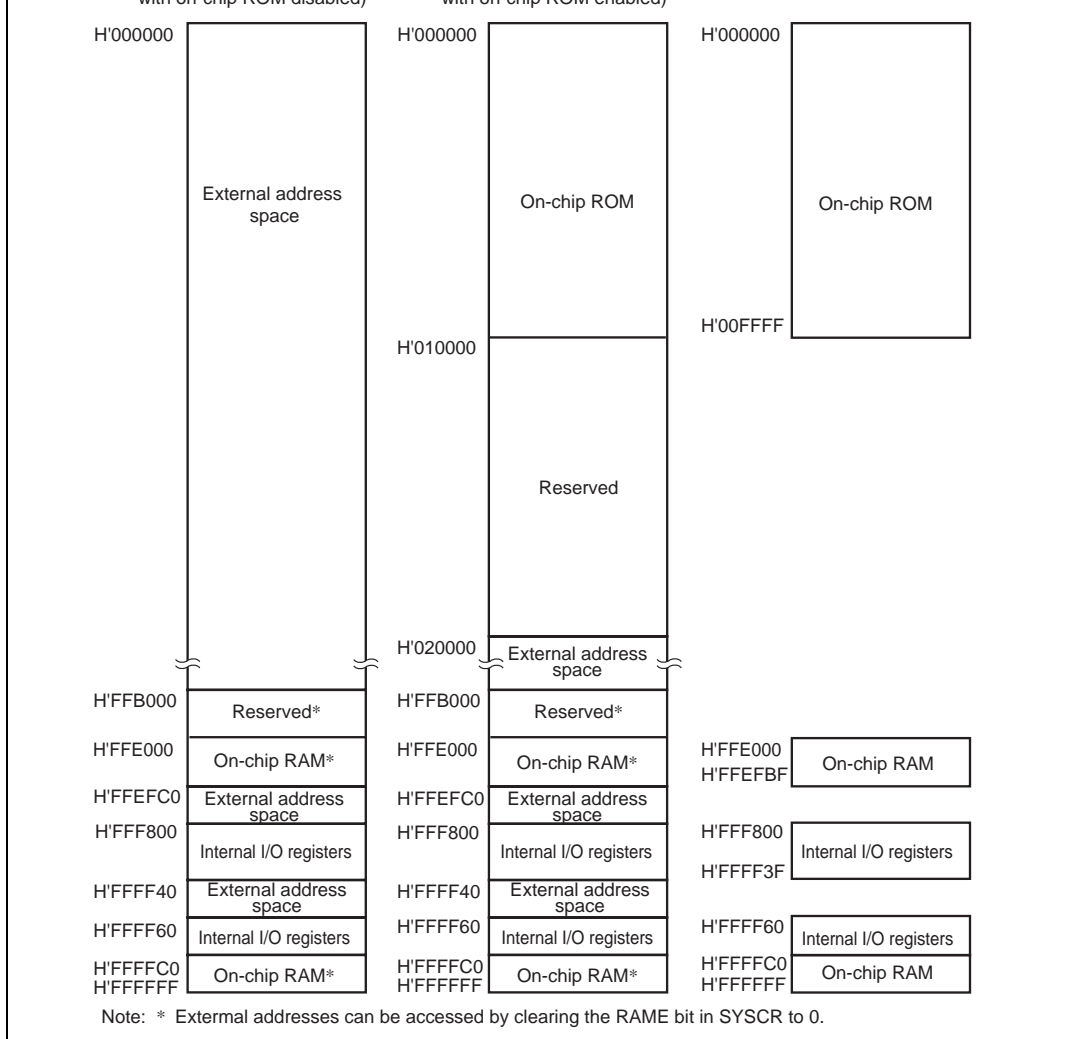 with on-chip ROM disabled)
with on-chip ROM enabled)
H'000000
External address
space
H'FFB000
Reserved*
H'FFE000
On-chip RAM*
H'FFEFC0
External address
space
H'FFF800
Internal I/O registers
H'FFFF40
External address
space
H'FFFF60
Internal I/O registers
H'FFFFC0
On-chip RAM*
H'FFFFFF
H'000000
On-chip ROM
H'010000
Reserved
H'020000
External address
space
H'FFB000
Reserved*
H'FFE000
On-chip RAM*
H'FFEFC0
External address
space
H'FFF800
Internal I/O registers
H'FFFF40
External address
space
H'FFFF60
Internal I/O registers
H'FFFFC0
On-chip RAM*
H'FFFFFF
H'000000
On-chip ROM
H'00FFFF
H'FFE000
On-chip RAM
H'FFEFBF
H'FFF800
Internal I/O registers
H'FFFF3F
H'FFFF60
Internal I/O registers
H'FFFFC0
On-chip RAM
H'FFFFFF
Note: * Extermal addresses can be accessed by clearing the RAME bit in SYSCR to 0.